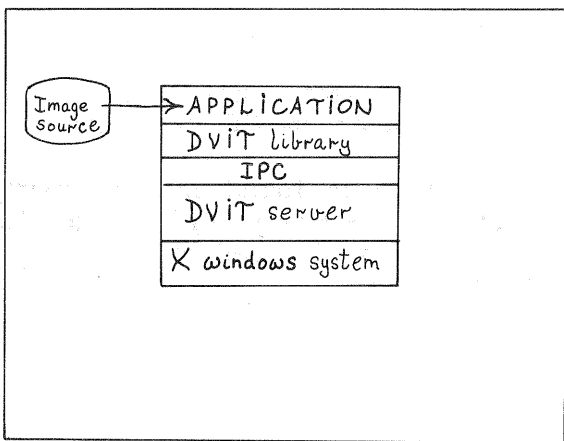 Image
source
APPLICATION
DViT library
IPC
DViT server
X windows system